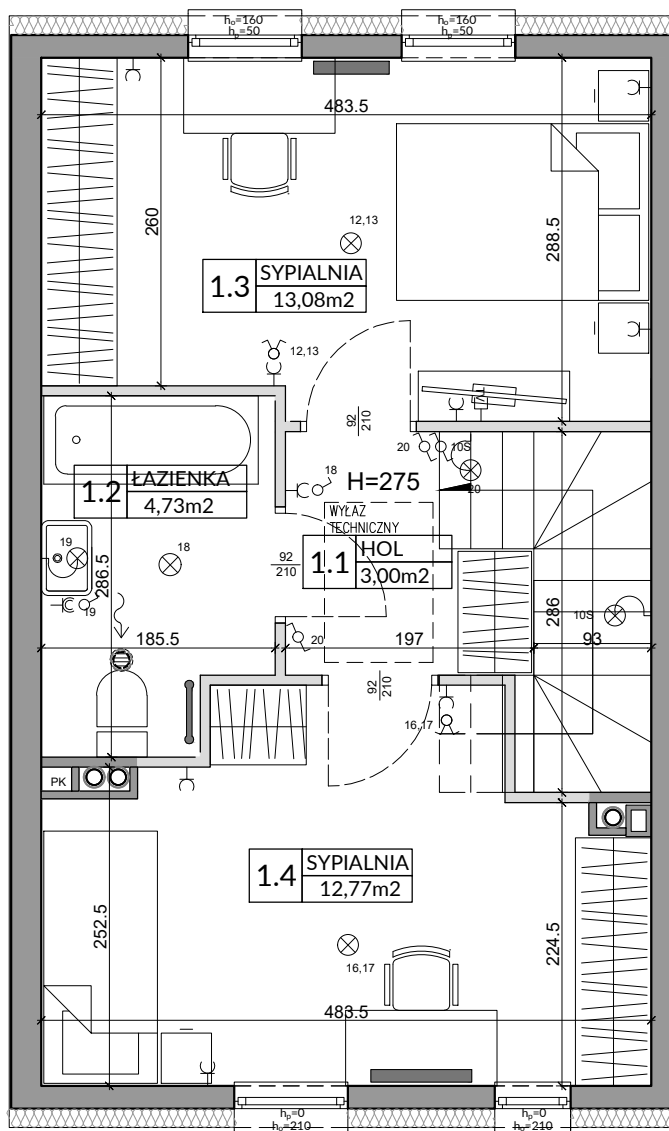 h₀=160
hₚ=50
h₀=160
hₚ=50
483.5
260
288.5
12,13
1.3
SYPIALNIA
13,08m2
12,13
92
210
20
10S
18
H=275
20
1.2
ŁAZIENKA
4,73m2
WYŁAZ
TECHNICZNY
1.1
HOL
3,00m2
92
210
19
18
286.5
19
286
10S
20
185.5
197
93
92
210
16,17
PK
1.4
SYPIALNIA
12,77m2
252.5
224.5
16,17
483.5
hₚ=0
h₀=210
hₚ=0
h₀=210